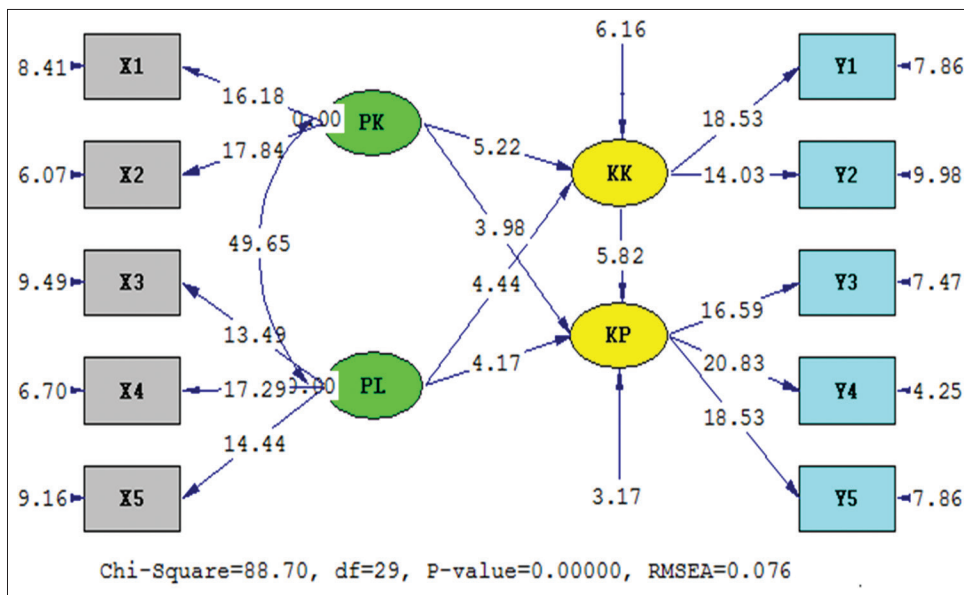 6.16
8.41 X1 Y1 7.86
16.18
0.00 PK 18.53
17.84 5.22
6.07 X2 KK 14.03 Y2 9.98
3.98
49.65 5.82
4.44
9.49 X3 Y3 7.47
16.59
13.49 KP
4.17 20.83
6.70 X4 17.29 0.00 PL Y4 4.25
18.53
14.44
9.16 X5 3.17 Y5 7.86
Chi-Square=88.70, df=29, P-value=0.00000, RMSEA=0.076